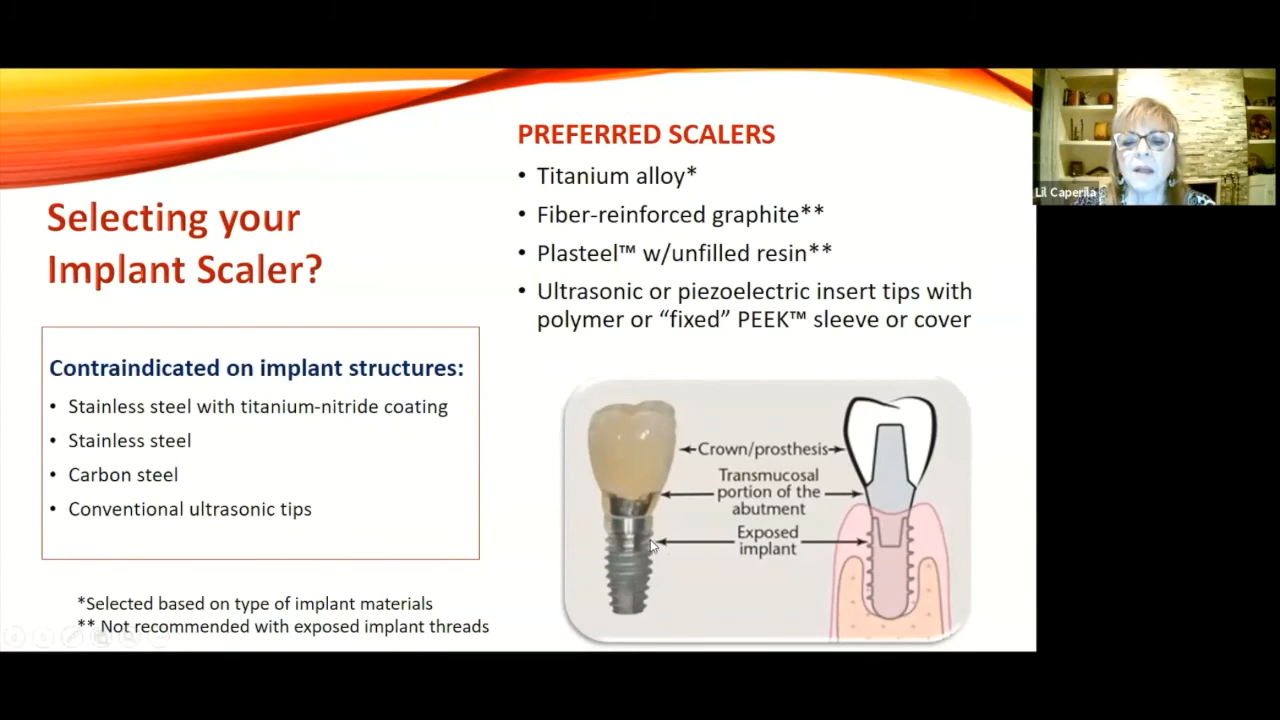 Selecting your
Implant Scaler?
Contraindicated on implant structures:
• Stainless steel with titanium-nitride coating
• Stainless steel
• Carbon steel
• Conventional ultrasonic tips
*Selected based on type of implant materials
** Not recommended with exposed implant threads
PREFERRED SCALERS
• Titanium alloy*
• Fiber-reinforced graphite**
• Plasteel™ w/unfilled resin**
• Ultrasonic or piezoelectric insert tips with
polymer or “fixed” PEEK™ sleeve or cover
Crown/prosthesis
Transmucosal
portion of the
abutment
Exposed
implant
Lil Caperila